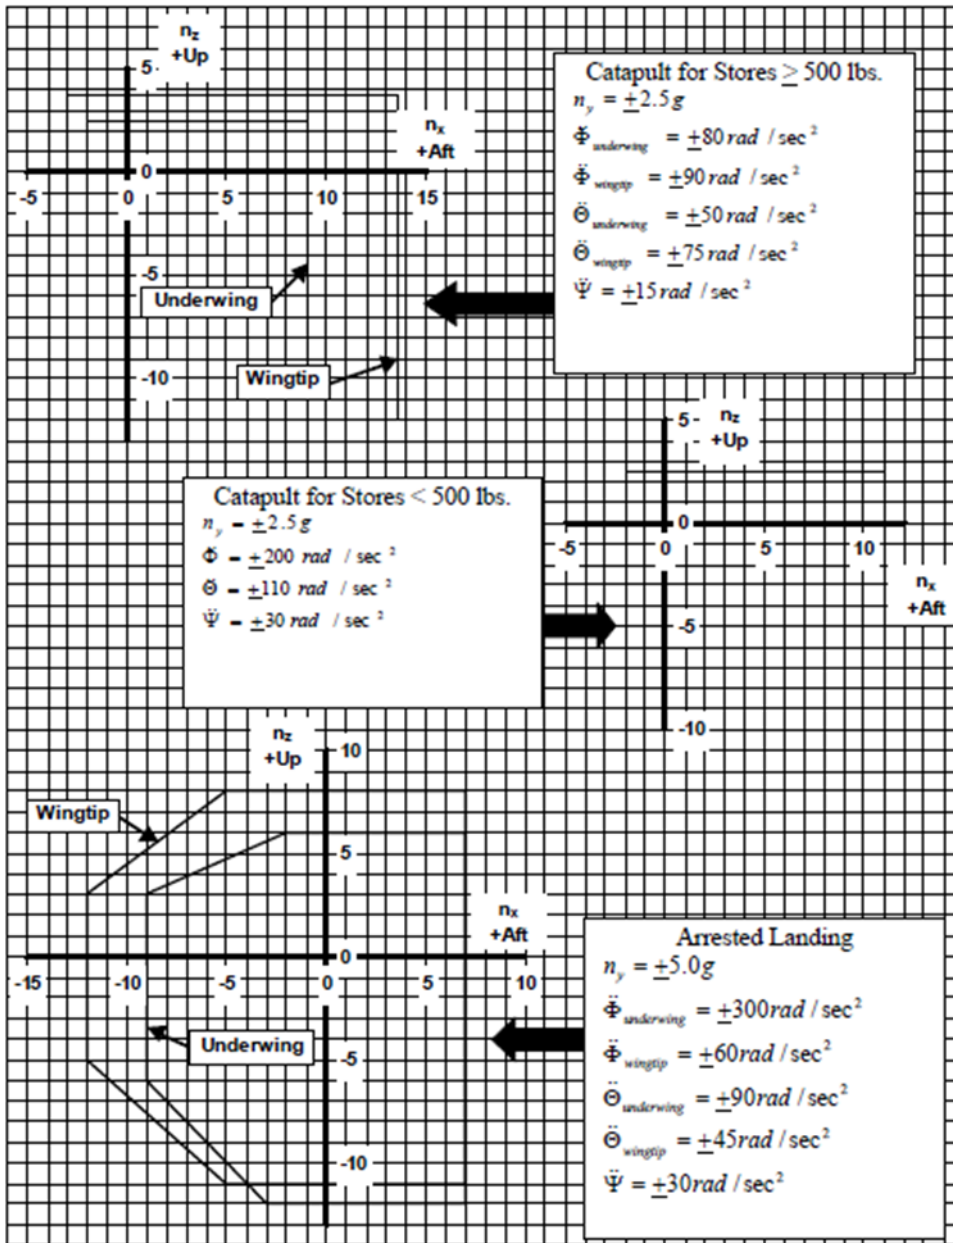 n_z
+Up
5
Catapult for Stores ≥ 500 lbs.
n_y = ±2.5 g
Φ̈_underwing = ±80 rad / sec²
Φ̈_wingtip = ±90 rad / sec²
Θ̈_underwing = ±50 rad / sec²
Θ̈_wingtip = ±75 rad / sec²
Ψ̈ = ±15 rad / sec²
n_x
+Aft
0
-5 0 5 10 15
-5
Underwing
Wingtip
-10
n_z
+Up
5
Catapult for Stores < 500 lbs.
n_y = ±2.5 g
Φ̈ = ±200 rad / sec²
Θ̈ = ±110 rad / sec²
Ψ̈ = ±30 rad / sec²
0
-5 0 5 10
n_x
+Aft
-5
-10
n_z
+Up
10
Wingtip
5
n_x
+Aft
0
-15 -10 -5 0 5 10
Underwing
-5
-10
Arrested Landing
n_y = ±5.0 g
Φ̈_underwing = ±300 rad / sec²
Φ̈_wingtip = ±60 rad / sec²
Θ̈_underwing = ±90 rad / sec²
Θ̈_wingtip = ±45 rad / sec²
Ψ̈ = ±30 rad / sec²